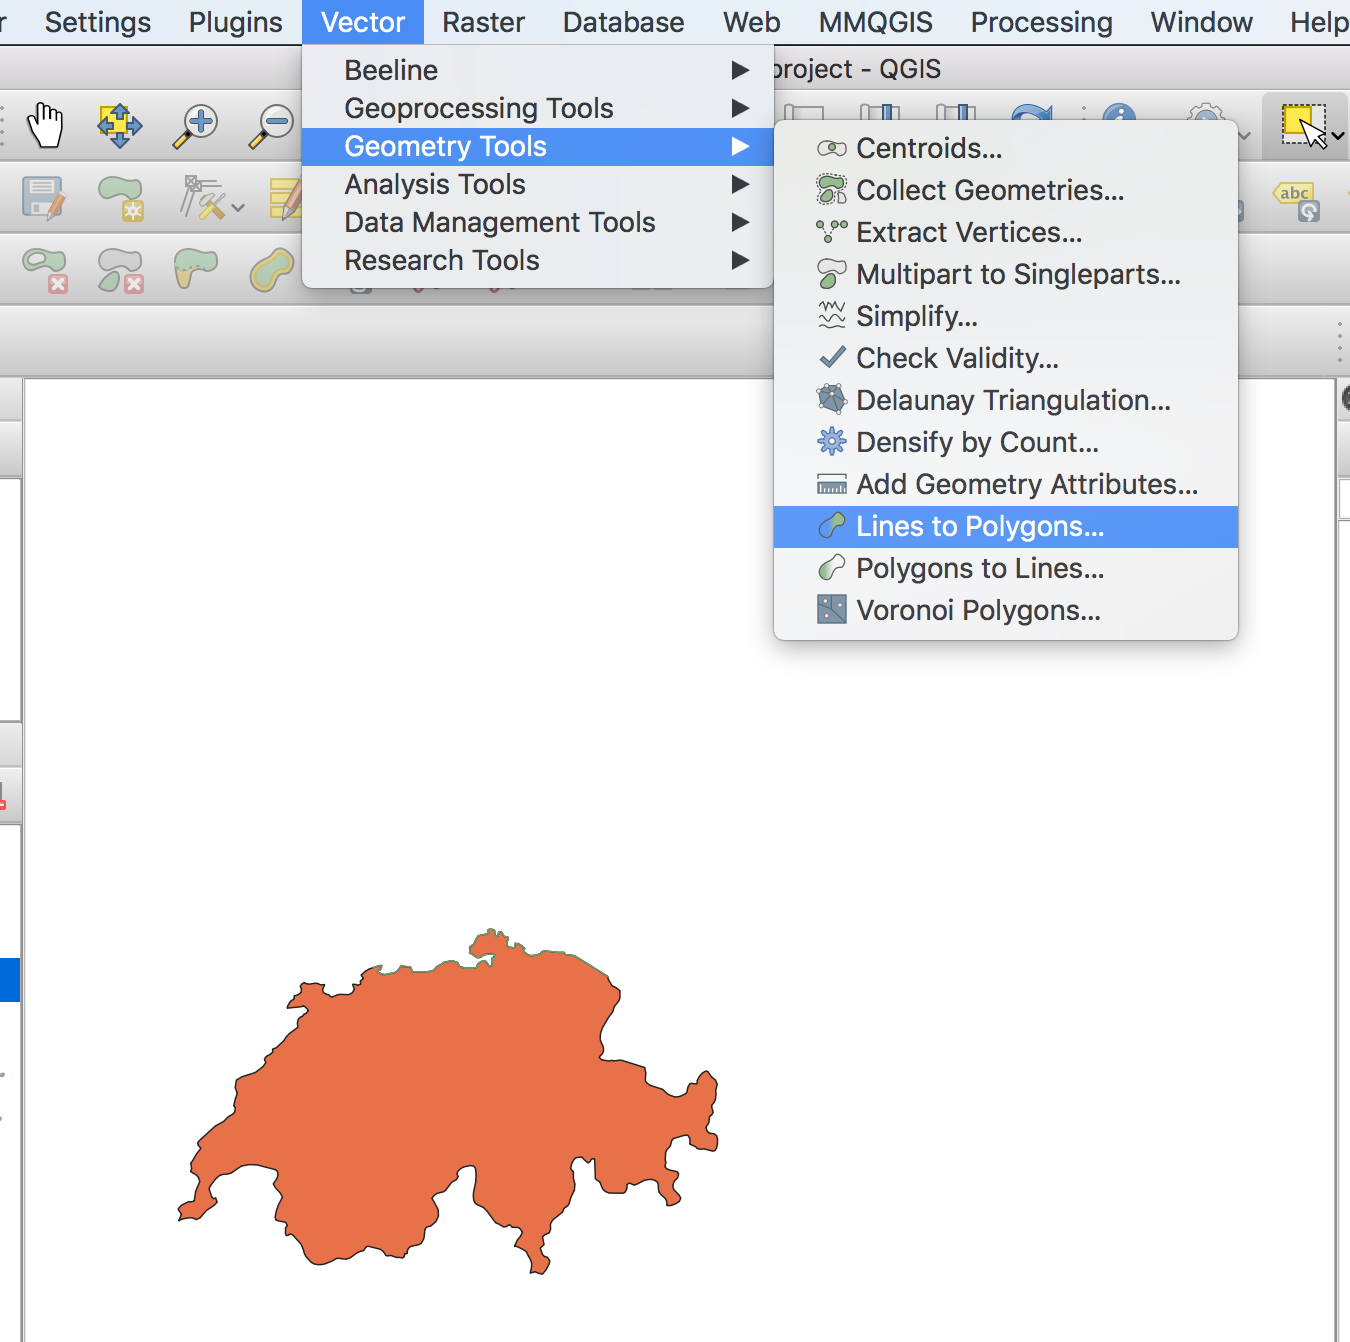 r Settings Plugins Vector Raster Database Web MMQGIS Processing Window Help
project - QGIS
Beeline
Geoprocessing Tools
Geometry Tools
Analysis Tools
Data Management Tools
Research Tools
Centroids...
Collect Geometries...
Extract Vertices...
Multipart to Singleparts...
Simplify...
Check Validity...
Delaunay Triangulation...
Densify by Count...
Add Geometry Attributes...
Lines to Polygons...
Polygons to Lines...
Voronoi Polygons...
abc